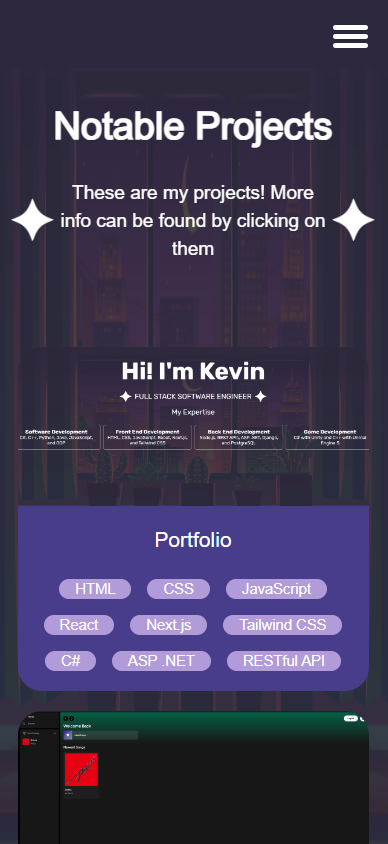 Notable Projects
These are my projects! More
info can be found by clicking on
them
Hi! I'm Kevin
FULL STACK SOFTWARE ENGINEER
My Expertise
Software Development Front End Development Back End Development Game Development
C#, C++, Python, Java, JavaScript, HTML, CSS, JavaScript, React, Next.js, Node.js, REST APIs, ASP .NET, Django, C# with Unity and C++ with Unreal
and OOP and Tailwind CSS and PostgreSQL Engine 5
Portfolio
HTML CSS JavaScript
React Next.js Tailwind CSS
C# ASP .NET RESTful API
Welcome Back
Newest Songs